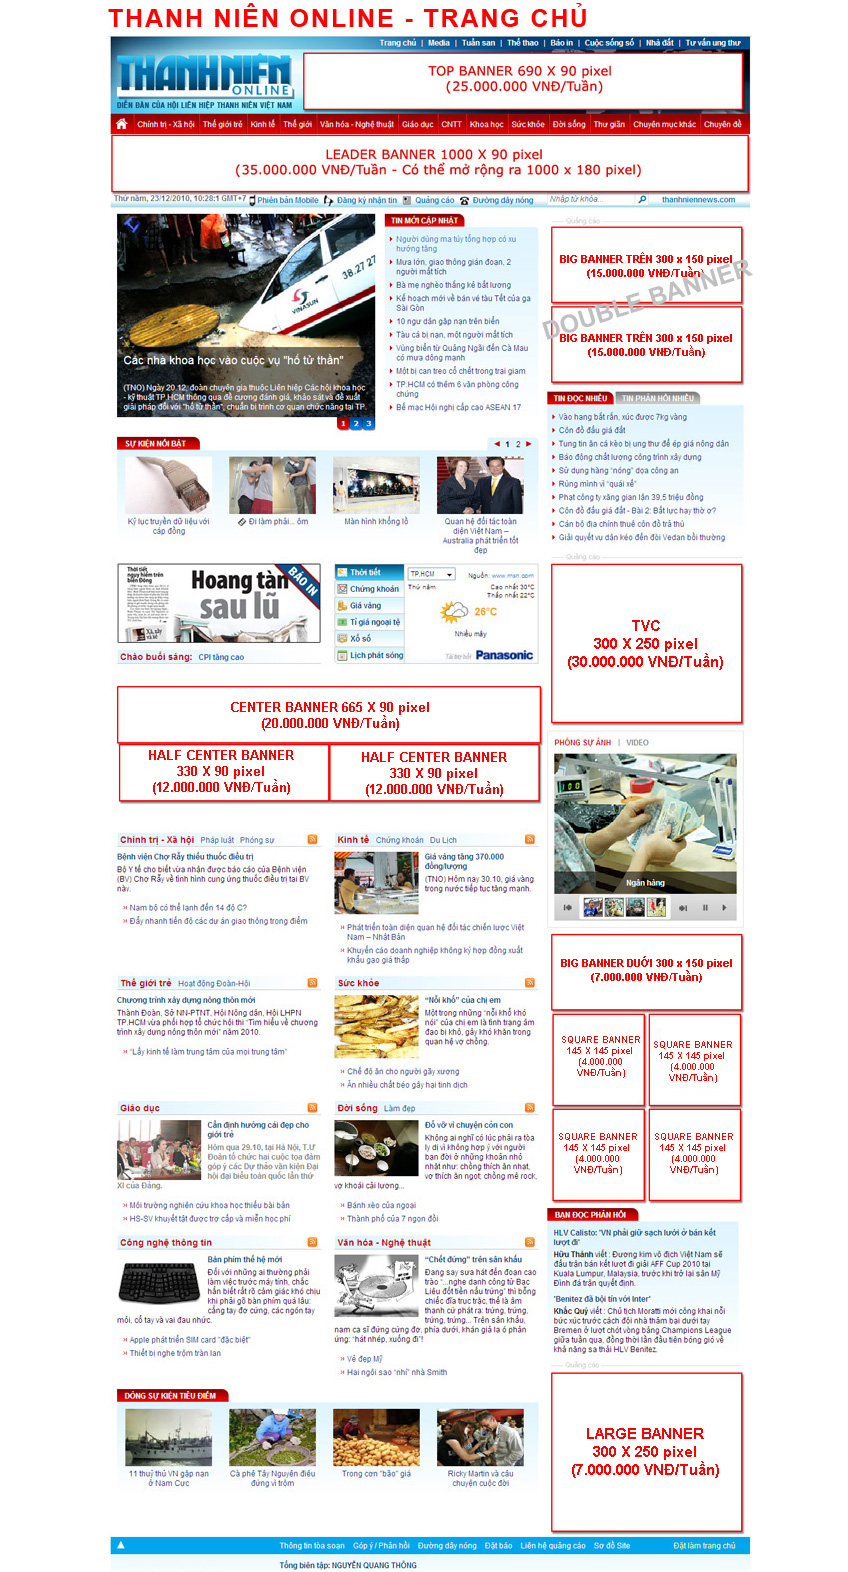 THANH NIÊN ONLINE - TRANG CHỦ
Trang chủ | Media | Tuần san | Thể thao | Báo in | Cuộc sống số | Nhà đất | Tư vấn ung thư
THANH NIÊN
ONLINE
DIỄN ĐÀN CỦA HỘI LIÊN HIỆP THANH NIÊN VIỆT NAM
TOP BANNER 690 X 90 pixel
(25.000.000 VNĐ/Tuần)
Chính trị - Xã hội Thế giới trẻ Kinh tế Thế giới Văn hóa - Nghệ thuật Giáo dục CNTT Khoa học Sức khỏe Đời sống Thư giãn Chuyên mục khác Chuyên đề
LEADER BANNER 1000 X 90 pixel
(35.000.000 VNĐ/Tuần - Có thể mở rộng ra 1000 x 180 pixel)
Thứ năm, 23/12/2010, 10:28:1 GMT+7 Phiên bản Mobile Đăng ký nhận tin Quảng cáo Đường dây nóng Nhập từ khóa... thanhniennews.com
38.27 27
VINASUN
Các nhà khoa học vào cuộc vụ "hố tử thần"
(TNO) Ngày 20.12, đoàn chuyên gia thuộc Liên hiệp Các hội khoa học
- kỹ thuật TP.HCM thông qua đề cương đánh giá, khảo sát và đề xuất
giải pháp đối với "hố tử thần", chuẩn bị trình cơ quan chức năng tại TP.
1 2 3
TIN MỚI CẬP NHẬT
Người dùng ma túy tổng hợp có xu
hướng tăng
Mưa lớn, giao thông gián đoạn, 2
người mất tích
Bà mẹ nghèo thắng kê bất lương
Kế hoạch mới về bán vé tàu Tết của ga
Sài Gòn
10 ngư dân gặp nạn trên biển
Tàu cá bị nạn, một người mất tích
Vùng biển từ Quảng Ngãi đến Cà Mau
có mưa dông mạnh
Một bị can treo cổ chết trong trại giam
TP.HCM có thêm 6 văn phòng công
chứng
Bế mạc Hội nghị cấp cao ASEAN 17
Quảng cáo
BIG BANNER TRÊN 300 x 150 pixel
(15.000.000 VNĐ/Tuần)
DOUBLE BANNER
BIG BANNER TRÊN 300 x 150 pixel
(15.000.000 VNĐ/Tuần)
TIN ĐỌC NHIỀU TIN PHẢN HỒI NHIỀU
Vào hang bắt rắn, xúc được 7kg vàng
Côn đồ đấu giá đất
Tung tin ăn cá kèo bị ung thư để ép giá nông dân
Báo động chất lượng công trình xây dựng
Sử dụng hàng "nóng" dọa công an
Rùng mình vì "quái xế"
Phạt công ty xăng gian lận 39,5 triệu đồng
Côn đồ đấu giá đất - Bài 2: Bất lực hay thờ ơ?
Cán bộ địa chính thuê côn đồ trả thù
Giải quyết vụ dân kéo đến đòi Vedan bồi thường
SỰ KIỆN NỔI BẬT
1 2
Kỷ lục truyền dữ liệu với
cáp đồng
Đi làm phải... ôm
Màn hình khổng lồ
Quan hệ đối tác toàn
diện Việt Nam –
Australia phát triển tốt
đẹp
Hoang tàn
sau lũ
BÁO IN
Chào buổi sáng: CPI tăng cao
Thời tiết
Chứng khoán
Giá vàng
Tỉ giá ngoại tệ
Xổ số
Lịch phát sóng
TP.HCM
Nguồn: www.msn.com
Thứ năm
Cao nhất 30°C
Thấp nhất 22°C
26°C
Nhiều mây
Tài trợ bởi Panasonic
Quảng cáo
TVC
300 X 250 pixel
(30.000.000 VNĐ/Tuần)
CENTER BANNER 665 X 90 pixel
(20.000.000 VNĐ/Tuần)
HALF CENTER BANNER
330 X 90 pixel
(12.000.000 VNĐ/Tuần)
HALF CENTER BANNER
330 X 90 pixel
(12.000.000 VNĐ/Tuần)
PHÓNG SỰ ẢNH | VIDEO
Ngân hàng
Chính trị - Xã hội Pháp luật Phóng sự
Bệnh viện Chợ Rẫy thiếu thuốc điều trị
Bộ Y tế cho biết vừa nhận được báo cáo của Bệnh viện
(BV) Chợ Rẫy về tình hình cung ứng thuốc điều trị tại BV
này.
Nam bộ có thể lạnh đến 14 độ C?
Đẩy nhanh tiến độ các dự án giao thông trọng điểm
Kinh tế Chứng khoán Du Lịch
Giá vàng tăng 370.000
đồng/lượng
(TNO) Hôm nay 30.10, giá vàng
trong nước tiếp tục tăng mạnh.
Phát triển toàn diện quan hệ đối tác chiến lược Việt
Nam – Nhật Bản
Khuyến cáo doanh nghiệp không ký hợp đồng xuất
khẩu gạo giá thấp
BIG BANNER DƯỚI 300 x 150 pixel
(7.000.000 VNĐ/Tuần)
Thế giới trẻ Hoạt động Đoàn-Hội
Chương trình xây dựng nông thôn mới
Thành Đoàn, Sở NN-PTNT, Hội Nông dân, Hội LHPN
TP.HCM vừa phối hợp tổ chức hội thi "Tìm hiểu về chương
trình xây dựng nông thôn mới" năm 2010.
"Lấy kinh tế làm trung tâm của mọi trung tâm"
Sức khỏe
"Nỗi khổ" của chị em
Một trong những "nỗi khổ khó
nói" của chị em là tình trạng âm
đạo bị khô, gây khó khăn trong
quan hệ vợ chồng.
Chế độ ăn cho người gãy xương
Ăn nhiều chất béo gây hại tinh dịch
SQUARE BANNER
145 X 145 pixel
(4.000.000
VNĐ/Tuần)
SQUARE BANNER
145 X 145 pixel
(4.000.000
VNĐ/Tuần)
SQUARE BANNER
145 X 145 pixel
(4.000.000
VNĐ/Tuần)
SQUARE BANNER
145 X 145 pixel
(4.000.000
VNĐ/Tuần)
Giáo dục
Cần định hướng cái đẹp cho
giới trẻ
Hôm qua 29.10, tại Hà Nội, T.Ư
Đoàn tổ chức hai cuộc tọa đàm
góp ý các Dự thảo văn kiện Đại
hội đại biểu toàn quốc lần thứ
XI của Đảng.
Môi trường nghiên cứu khoa học thiếu bài bản
HS-SV khuyết tật được trợ cấp và miễn học phí
Đời sống Làm đẹp
Đổ vỡ vì chuyện cỏn con
Không ai nghĩ có lúc phải ra tòa
ly dị vì không hợp ý với người
bạn đời ở những khoản nhỏ
nhặt như: chồng thích ăn nhạt,
vợ thích ăn ngọt; chồng mê rock,
vợ khoái cải lương...
Bánh xèo của ngoại
Thành phố của 7 ngọn đồi
BẠN ĐỌC PHẢN HỒI
HLV Calisto: 'VN phải giữ sạch lưới ở bán kết
lượt đi'
Hữu Thành viết : Đương kim vô địch Việt Nam sẽ
đấu trận bán kết lượt đi giải AFF Cup 2010 tại
Kuala Lumpur, Malaysia, trước khi trở lại sân Mỹ
Đình đá trận quyết định.
'Benitez đã bội tín với Inter'
Khắc Quý viết : Chủ tịch Moratti mới công khai nỗi
bức xúc trước cách đội nhà thảm bại dưới tay
Bremen ở lượt chót vòng bảng Champions League
giữa tuần qua, đồng thời lần đầu tiên bóng gió về
khả năng sa thải HLV Benitez.
Công nghệ thông tin
Bàn phím thế hệ mới
Đối với những ai thường phải
làm việc trước máy tính, chắc
hẳn biết rất rõ cảm giác khó chịu
khi phải gõ bàn phím quá lâu:
căng tay đơ cứng, các ngón tay
mỏi, cổ tay và vai đau nhức.
Apple phát triển SIM card "đặc biệt"
Thiết bị nghe trộm tràn lan
Văn hóa - Nghệ thuật
"Chết đứng" trên sân khấu
Đang say sưa hát đến đoạn cao
trào "...nghe danh công tử Bạc
Liêu đốt tiền nấu trứng" thì bỗng
chiếc đĩa trục trặc, thế là âm
thanh cứ phát ra: trứng, trứng,
trứng, trứng... Trên sân khấu,
nam ca sĩ đứng cứng đơ, phía dưới, khán giả la ó phản
ứng: "hát nhép, xuống đi"!
Vẻ đẹp Mỹ
Hai ngôi sao "nhí" nhà Smith
Quảng cáo
LARGE BANNER
300 X 250 pixel
(7.000.000 VNĐ/Tuần)
DÒNG SỰ KIỆN TIÊU ĐIỂM
11 thuỷ thủ VN gặp nạn
ở Nam Cực
Cà phê Tây Nguyên điêu
đứng vì trộm
Trong cơn "bão" giá
Ricky Martin và câu
chuyện cuộc đời
Thông tin tòa soạn Góp ý / Phản hồi Đường dây nóng Đặt báo Liên hệ quảng cáo Sơ đồ Site Đặt làm trang chủ
Tổng biên tập: NGUYỄN QUANG THÔNG